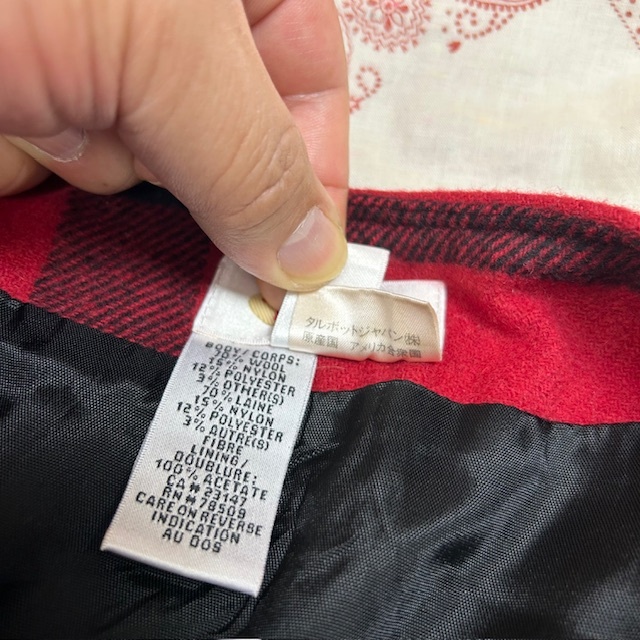 タルボットジャパン(株)
原産国 アメリカ合衆国
BODY/CORPS:
70% WOOL
15% NYLON
12% POLYESTER
3% OTHER(S)
70% LAINE
15% NYLON
12% POLYESTER
3% AUTRE(S)
FIBRE
LINING/
DOUBLURE:
100% ACETATE
CA# 23147
RN#78509
CARE ON REVERSE
INDICATION
AU DOS